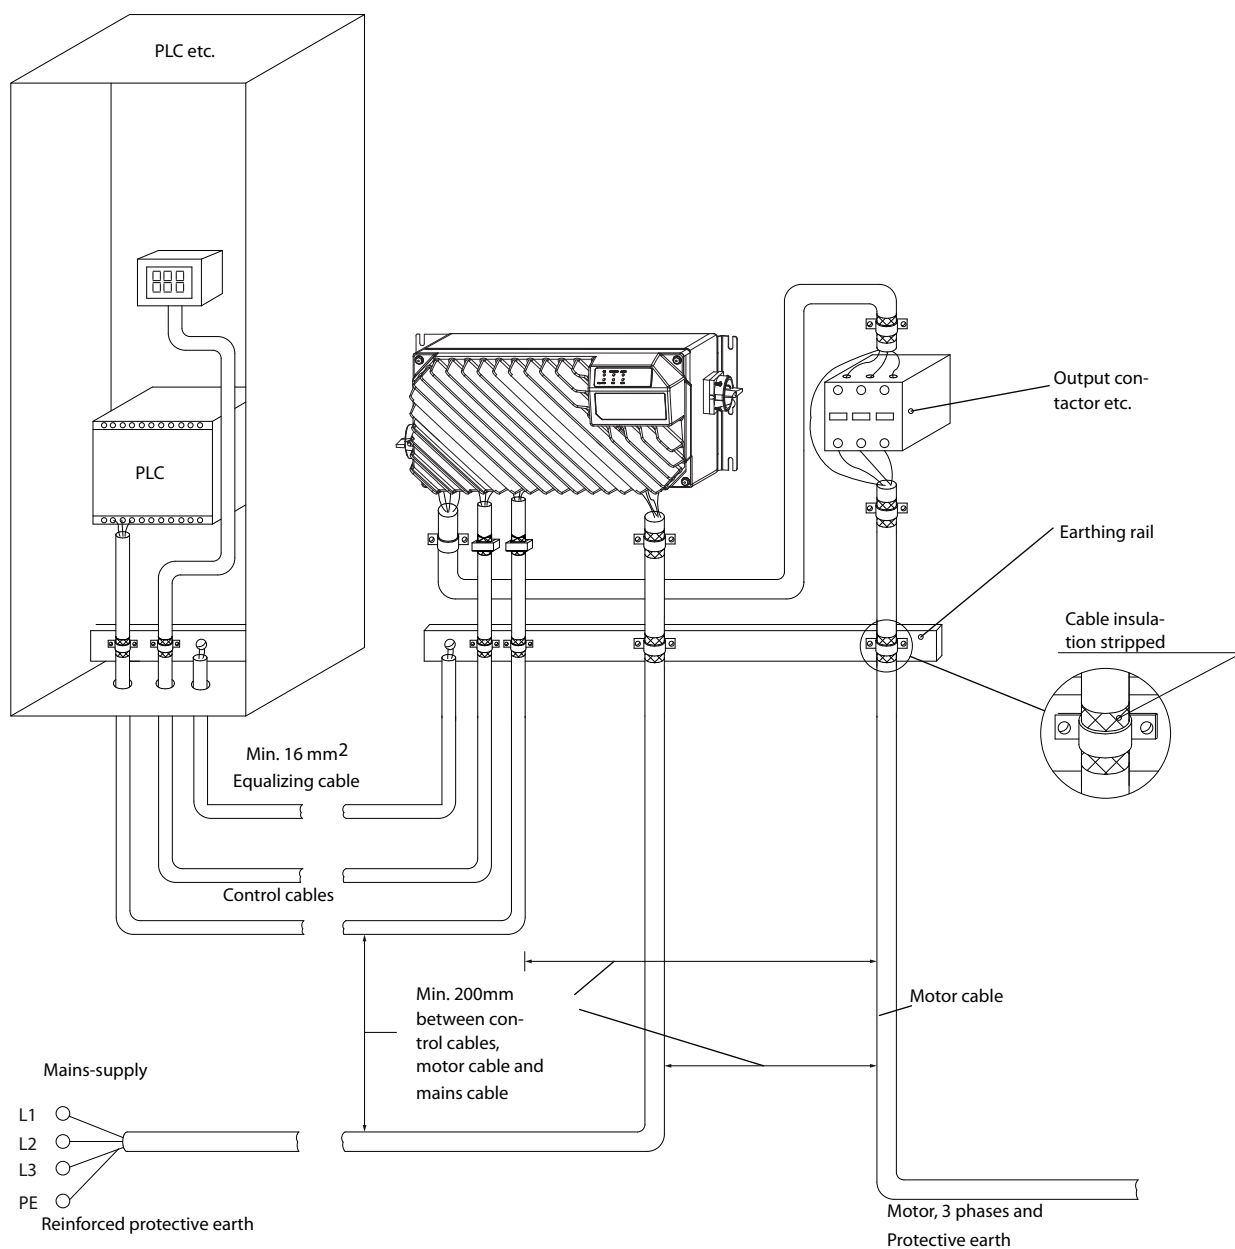 PLC etc.
Output con-
tactor etc.
PLC
Earthing rail
Cable insula-
tion stripped
Min. 16 mm2
Equalizing cable
Control cables
Min. 200mm
between con-
trol cables,
motor cable and
mains cable
Motor cable
Mains-supply
L1
L2
L3
PE
Reinforced protective earth
Motor, 3 phases and
Protective earth